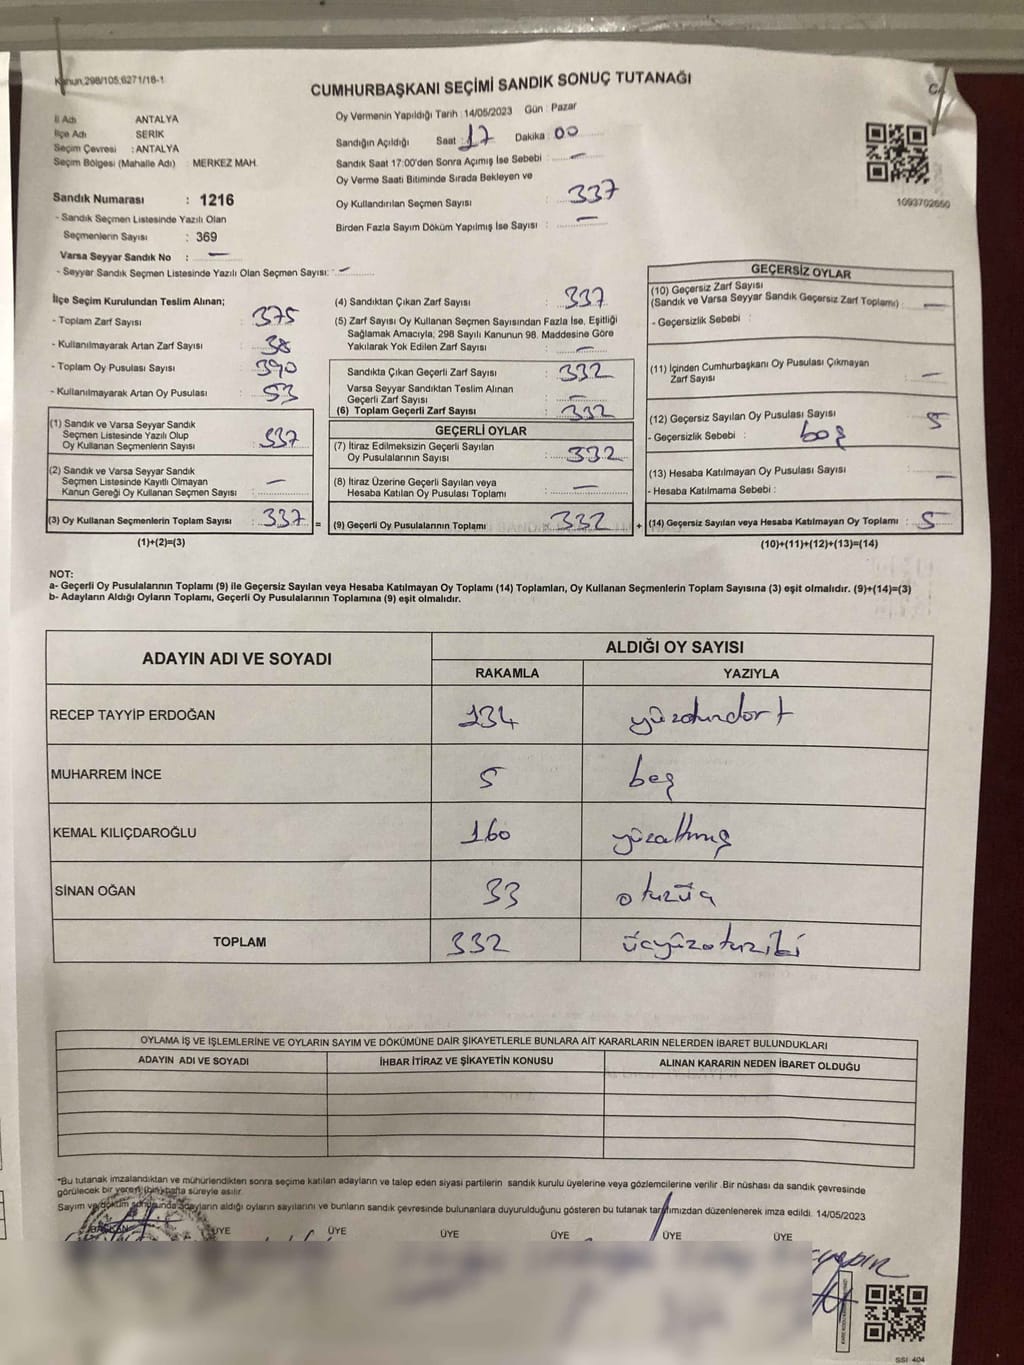 Kanun.298/105,6271/18-1
CUMHURBAŞKANI SEÇİMİ SANDIK SONUÇ TUTANAĞI
İl Adı ANTALYA
İlçe Adı SERİK
Seçim Çevresi : ANTALYA
Seçim Bölgesi (Mahalle Adı) : MERKEZ MAH.
Sandık Numarası : 1216
- Sandık Seçmen Listesinde Yazılı Olan
Seçmenlerin Sayısı : 369
Varsa Seyyar Sandık No : —
- Seyyar Sandık Seçmen Listesinde Yazılı Olan Seçmen Sayısı: —
Oy Vermenin Yapıldığı Tarih : 14/05/2023 Gün : Pazar
Sandığın Açıldığı Saat : 17 Dakika : 00
Sandık Saat 17:00'den Sonra Açımış İse Sebebi : —
Oy Verme Saati Bitiminde Sırada Bekleyen ve
Oy Kullandırılan Seçmen Sayısı : 337
Birden Fazla Sayım Döküm Yapılmış İse Sayısı : —
1093702650
İlçe Seçim Kurulundan Teslim Alınan;
- Toplam Zarf Sayısı : 375
- Kullanılmayarak Artan Zarf Sayısı : 38
- Toplam Oy Pusulası Sayısı : 390
- Kullanılmayarak Artan Oy Pusulası : 53
(1) Sandık ve Varsa Seyyar Sandık
Seçmen Listesinde Yazılı Olup
Oy Kullanan Seçmenlerin Sayısı : 337
(2) Sandık ve Varsa Seyyar Sandık
Seçmen Listesinde Kayıtlı Olmayan
Kanun Gereği Oy Kullanan Seçmen Sayısı : —
(3) Oy Kullanan Seçmenlerin Toplam Sayısı : 337 =
(1)+(2)=(3)
(4) Sandıktan Çıkan Zarf Sayısı : 337
(5) Zarf Sayısı Oy Kullanan Seçmen Sayısından Fazla İse, Eşitliği
Sağlamak Amacıyla, 298 Sayılı Kanunun 98. Maddesine Göre
Yakılarak Yok Edilen Zarf Sayısı : —
Sandıkta Çıkan Geçerli Zarf Sayısı : 332
Varsa Seyyar Sandıktan Teslim Alınan
Geçerli Zarf Sayısı : —
(6) Toplam Geçerli Zarf Sayısı : 332
GEÇERLİ OYLAR
(7) İtiraz Edilmeksizin Geçerli Sayılan
Oy Pusulalarının Sayısı : 332
(8) İtiraz Üzerine Geçerli Sayılan veya
Hesaba Katılan Oy Pusulası Toplamı : —
(9) Geçerli Oy Pusulalarının Toplamı : 332 +
GEÇERSİZ OYLAR
(10) Geçersiz Zarf Sayısı
(Sandık ve Varsa Seyyar Sandık Geçersiz Zarf Toplamı) : —
- Geçersizlik Sebebi :
(11) İçinden Cumhurbaşkanı Oy Pusulası Çıkmayan
Zarf Sayısı : —
(12) Geçersiz Sayılan Oy Pusulası Sayısı : 5
- Geçersizlik Sebebi : boş
(13) Hesaba Katılmayan Oy Pusulası Sayısı : —
- Hesaba Katılmama Sebebi :
(14) Geçersiz Sayılan veya Hesaba Katılmayan Oy Toplamı : 5
(10)+(11)+(12)+(13)=(14)
NOT:
a- Geçerli Oy Pusulalarının Toplamı (9) ile Geçersiz Sayılan veya Hesaba Katılmayan Oy Toplamı (14) Toplamları, Oy Kullanan Seçmenlerin Toplam Sayısına (3) eşit olmalıdır. (9)+(14)=(3)
b- Adayların Aldığı Oyların Toplamı, Geçerli Oy Pusulalarının Toplamına (9) eşit olmalıdır.
ADAYIN ADI VE SOYADI ALDIĞI OY SAYISI
RAKAMLA YAZIYLA
RECEP TAYYİP ERDOĞAN 134 yüzotuzdört
MUHARREM İNCE 5 beş
KEMAL KILIÇDAROĞLU 160 yüzaltmış
SİNAN OĞAN 33 otuzüç
TOPLAM 332 üçyüzotuziki
OYLAMA İŞ VE İŞLEMLERİNE VE OYLARIN SAYIM VE DÖKÜMÜNE DAİR ŞİKAYETLERLE BUNLARA AİT KARARLARIN NELERDEN İBARET BULUNDUKLARI
ADAYIN ADI VE SOYADI İHBAR İTİRAZ VE ŞİKAYETİN KONUSU ALINAN KARARIN NEDEN İBARET OLDUĞU
*Bu tutanak imzalandıktan ve mühürlendikten sonra seçime katılan adayların ve talep eden siyasi partilerin sandık kurulu üyelerine veya gözlemcilerine verilir .Bir nüshası da sandık çevresinde
görülecek bir yere (bir) hafta süreyle asılır.
Sayım ve döküm sonunda adayların aldığı oyların sayılarını ve bunların sandık çevresinde bulunanlara duyurulduğunu gösteren bu tutanak tarafımızdan düzenlenerek imza edildi. 14/05/2023
BAŞKAN ÜYE ÜYE ÜYE ÜYE ÜYE ÜYE
SSİ 404